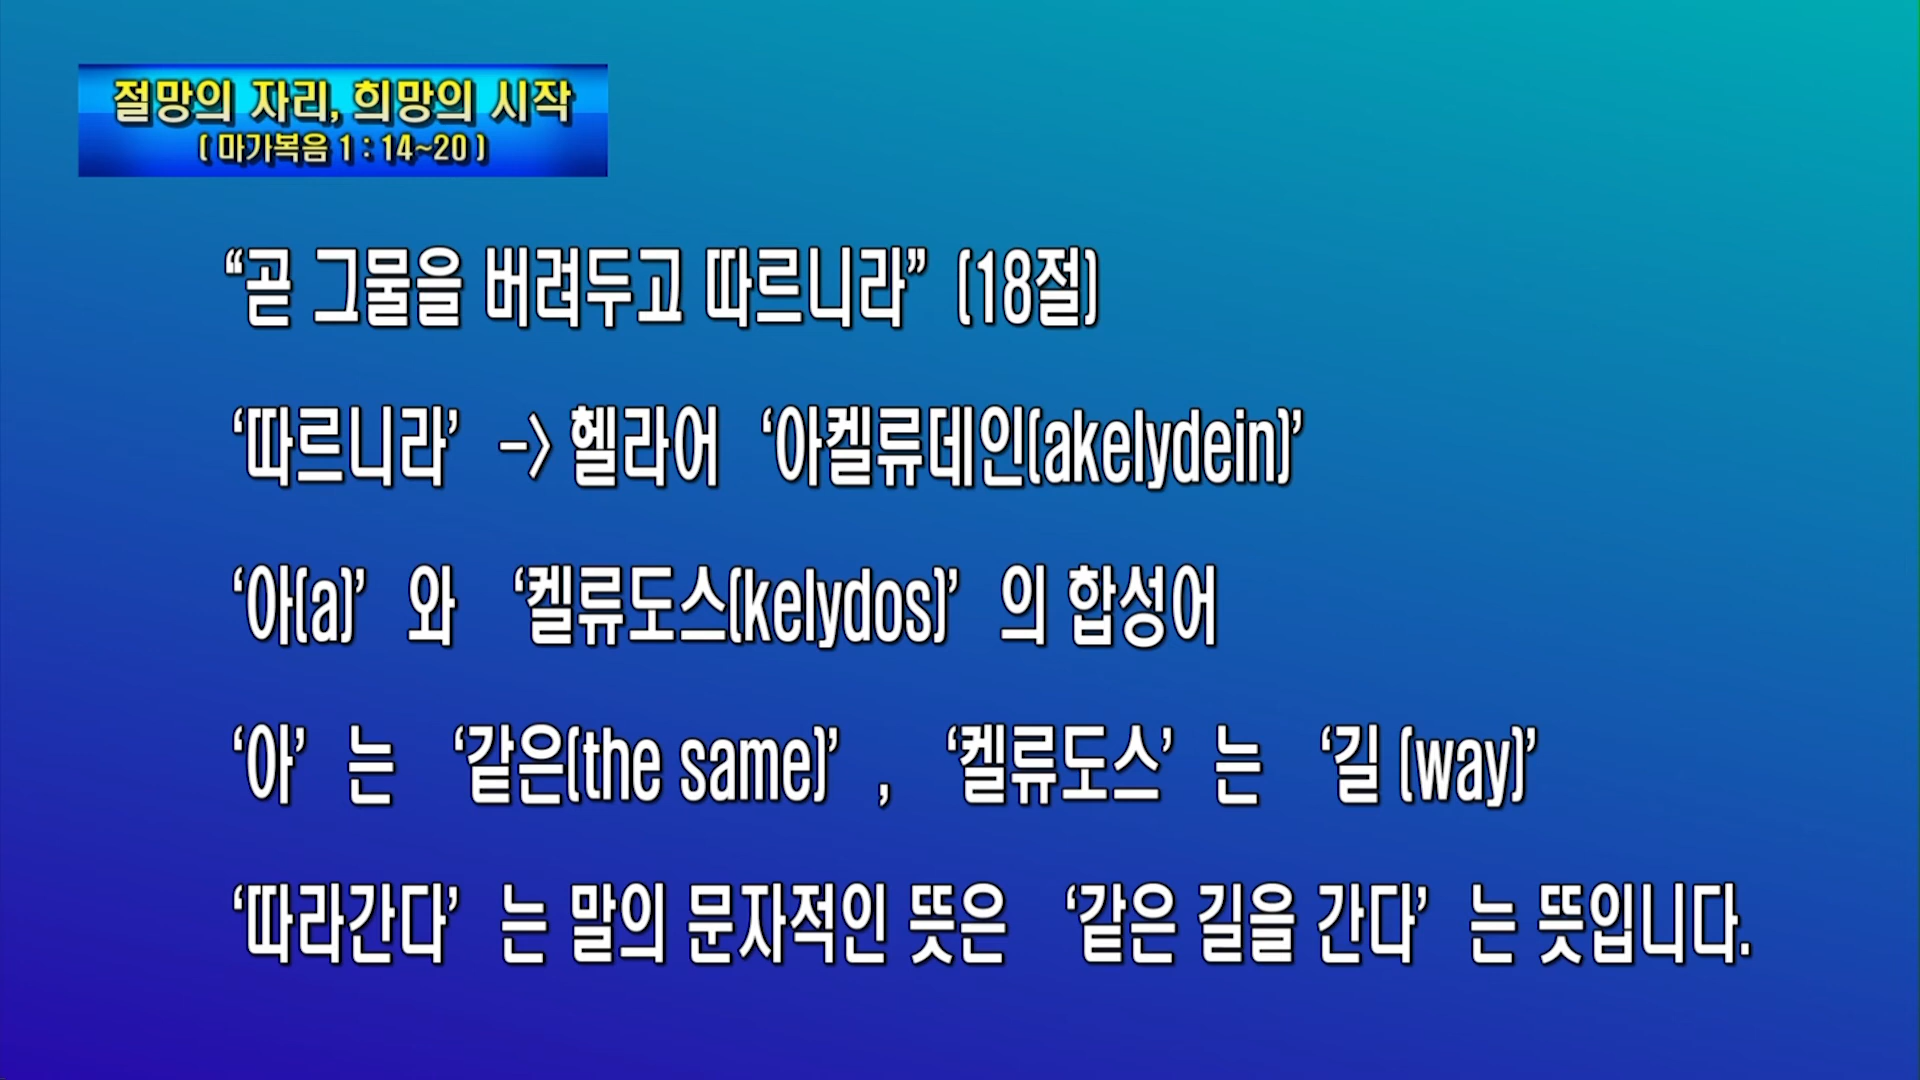 절망의 자리, 희망의 시작
( 마가복음 1 : 14~20 )
“곧 그물을 버려두고 따르니라” (18절)
‘따르니라’ -> 헬라어 ‘아켈류데인(akelydein)’
‘아(a)’ 와 ‘켈류도스(kelydos)’ 의 합성어
‘아’ 는 ‘같은(the same)’ , ‘켈류도스’ 는 ‘길 (way)’
‘따라간다’ 는 말의 문자적인 뜻은 ‘같은 길을 간다’ 는 뜻입니다.